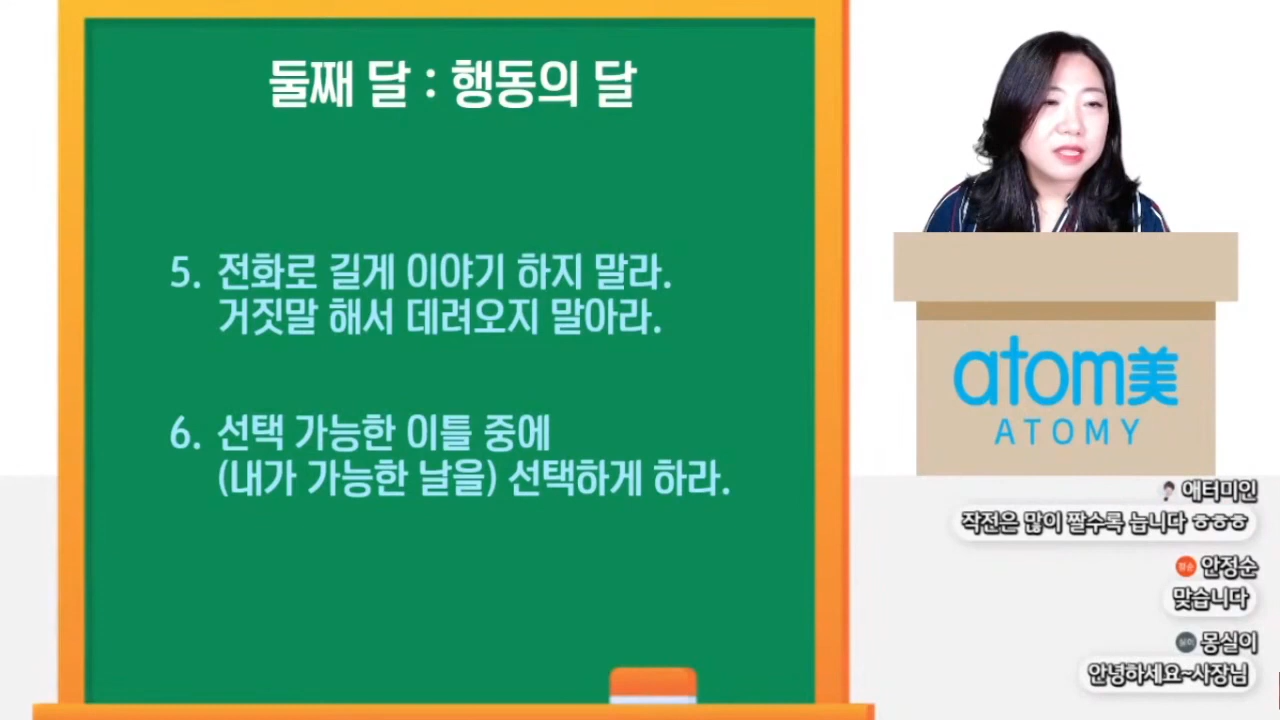 둘째 달 : 행동의 달
5. 전화로 길게 이야기 하지 말라.
거짓말 해서 데려오지 말아라.
6. 선택 가능한 이틀 중에
(내가 가능한 날을) 선택하게 하라.
atom美
ATOMY
애터미인
작전은 많이 짤수록 늡니다 ㅎㅎㅎ
안정순
맞습니다
몽실이
안녕하세요~사장님